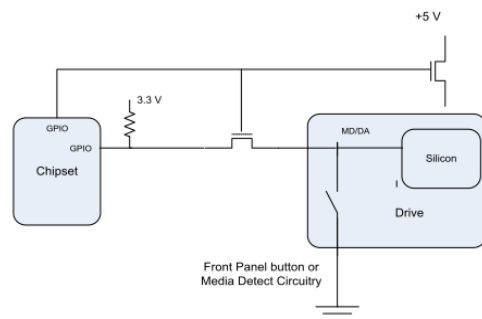 +5 V
3.3 V
GPIO
MD/DA
GPIO
Silicon
Chipset
I
Drive
Front Panel button or
Media Detect Circuitry